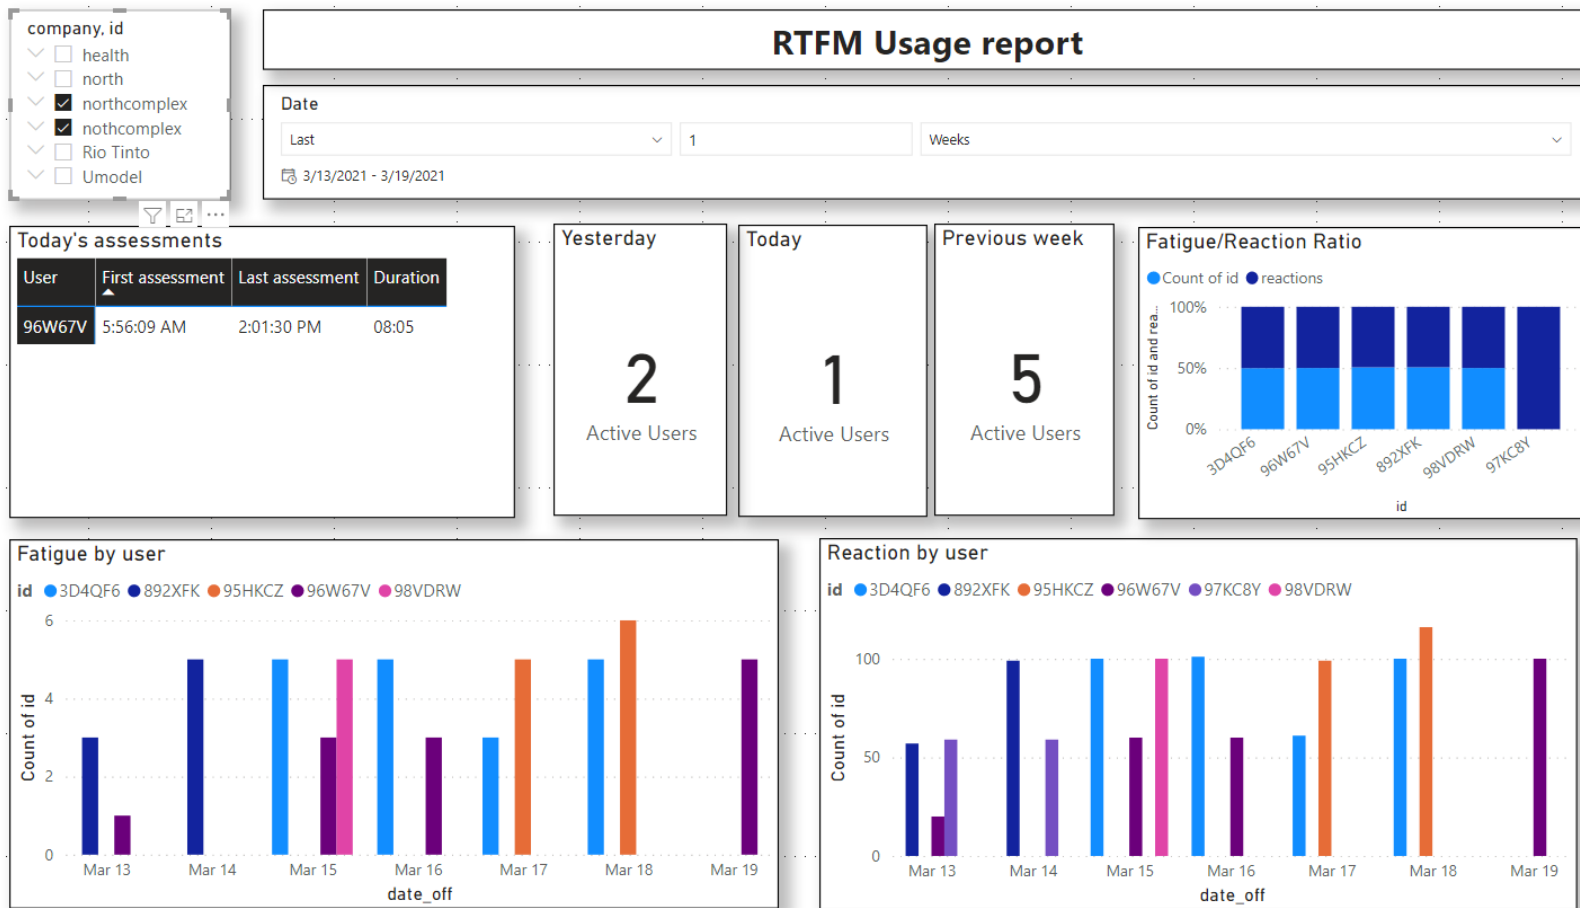 company, id
health
north
northcomplex
nothcomplex
Rio Tinto
Umodel
RTFM Usage report
Date
Last
1
Weeks
3/13/2021 - 3/19/2021
Today's assessments
User First assessment Last assessment Duration
96W67V 5:56:09 AM 2:01:30 PM 08:05
Yesterday
2
Active Users
Today
1
Active Users
Previous week
5
Active Users
Fatigue/Reaction Ratio
Count of id reactions
Count of id and rea...
100%
50%
0%
3D4QF6 96W67V 95HKCZ 892XFK 98VDRW 97KC8Y
id
Fatigue by user
id 3D4QF6 892XFK 95HKCZ 96W67V 98VDRW
Count of id
6
4
2
0
Mar 13 Mar 14 Mar 15 Mar 16 Mar 17 Mar 18 Mar 19
date_off
Reaction by user
id 3D4QF6 892XFK 95HKCZ 96W67V 97KC8Y 98VDRW
Count of id
100
50
0
Mar 13 Mar 14 Mar 15 Mar 16 Mar 17 Mar 18 Mar 19
date_off